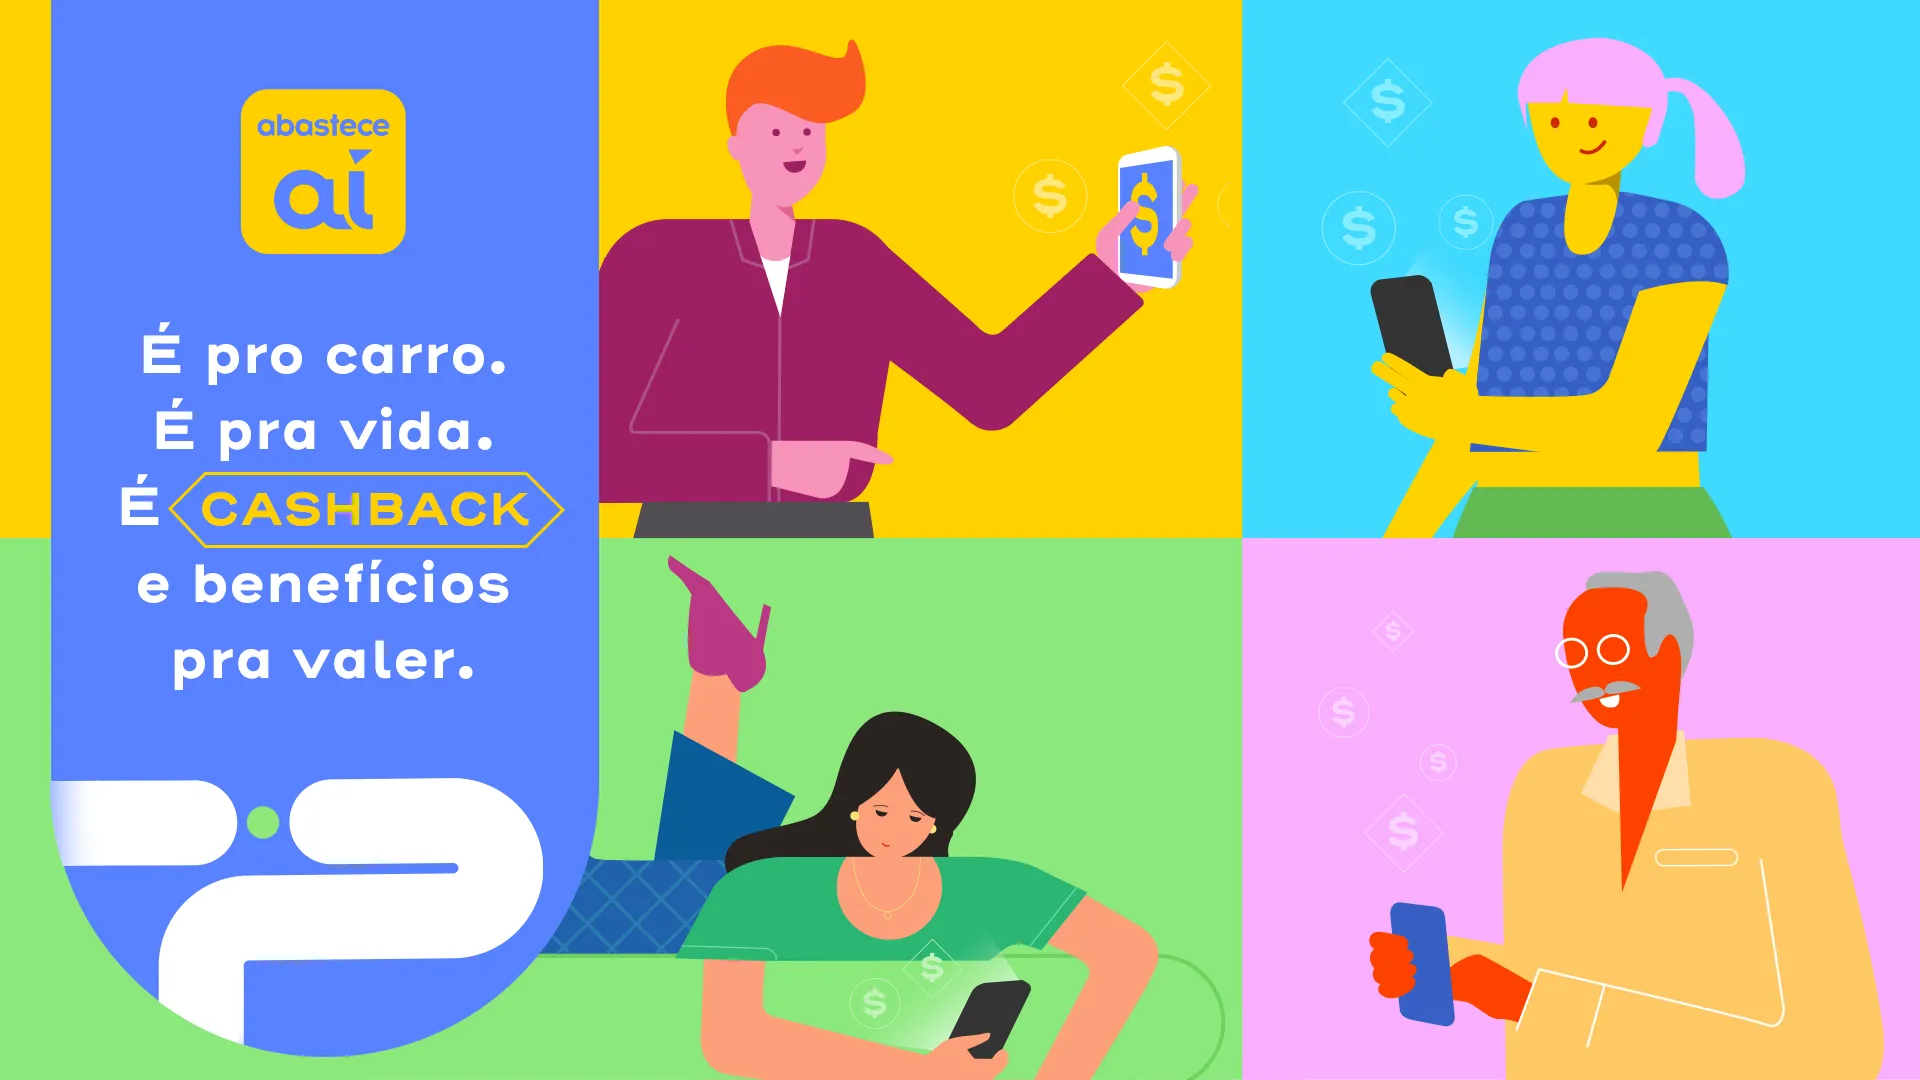 abastece
aí
É pro carro.
É pra vida.
É CASHBACK
e benefícios
pra valer.
$
$
$
$
$
$
$
$
$
$
$
$